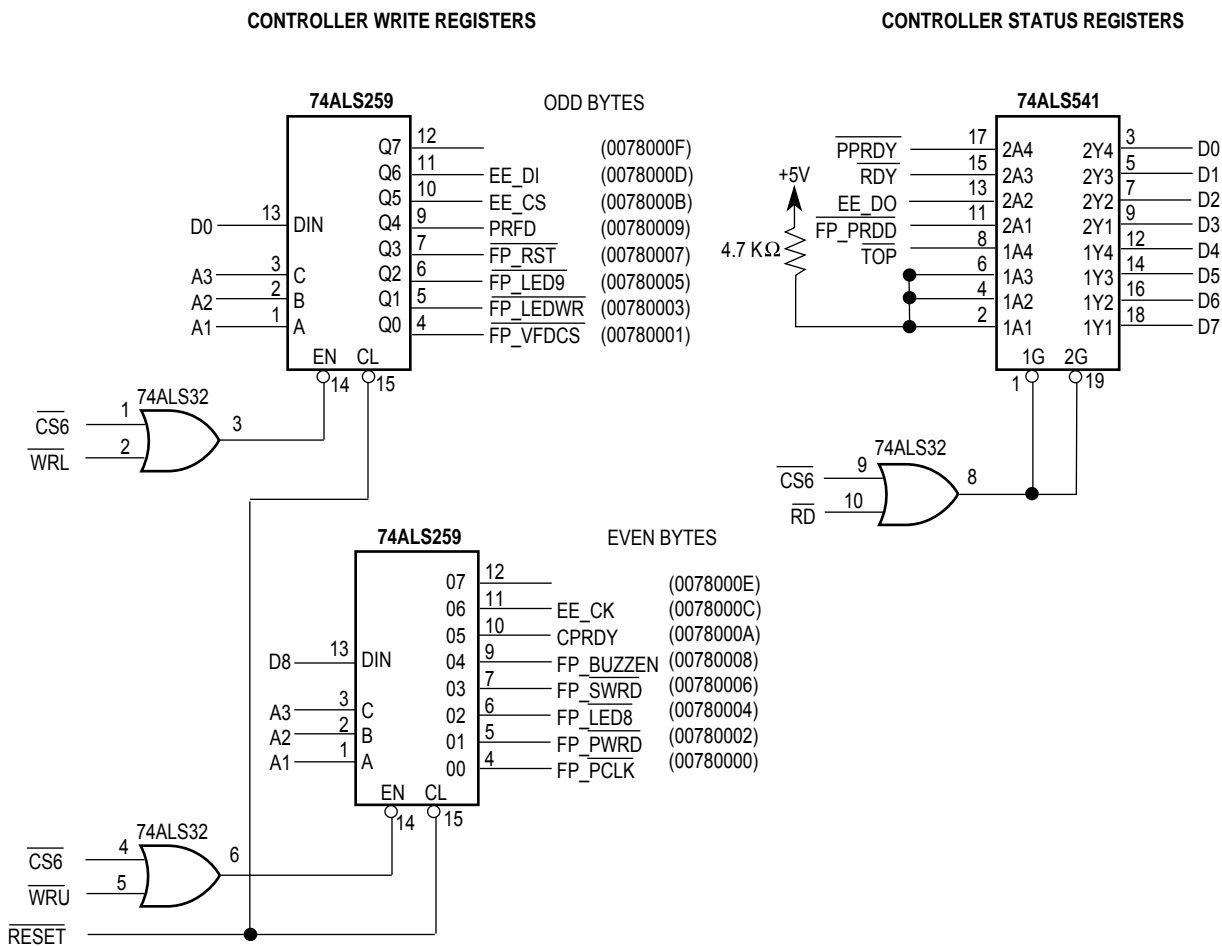 CONTROLLER WRITE REGISTERS
CONTROLLER STATUS REGISTERS
74ALS259
ODD BYTES
DIN
C
B
A
EN CL
D0
13
A3
3
A2
2
A1
1
Q7 12 (0078000F)
Q6 11 EE_DI (0078000D)
Q5 10 EE_CS (0078000B)
Q4 9 PRFD (00780009)
Q3 7 FP_RST (00780007)
Q2 6 FP_LED9 (00780005)
Q1 5 FP_LEDWR (00780003)
Q0 4 FP_VFDCS (00780001)
14
15
74ALS32
CS6 1
WRL 2
3
74ALS541
PPRDY 17 2A4 2Y4 3 D0
RDY 15 2A3 2Y3 5 D1
EE_DO 13 2A2 2Y2 7 D2
FP_PRDD 11 2A1 2Y1 9 D3
TOP 8 1A4 1Y4 12 D4
6 1A3 1Y3 14 D5
4 1A2 1Y2 16 D6
2 1A1 1Y1 18 D7
+5V
4.7 KΩ
1G 2G
1
19
74ALS32
CS6 9
RD 10
8
74ALS259
EVEN BYTES
D8 13 DIN
A3 3 C
A2 2 B
A1 1 A
07 12 (0078000E)
06 11 EE_CK (0078000C)
05 10 CPRDY (0078000A)
04 9 FP_BUZZEN (00780008)
03 7 FP_SWRD (00780006)
02 6 FP_LED8 (00780004)
01 5 FP_PWRD (00780002)
00 4 FP_PCLK (00780000)
EN CL
14
15
74ALS32
CS6 4
WRU 5
6
RESET